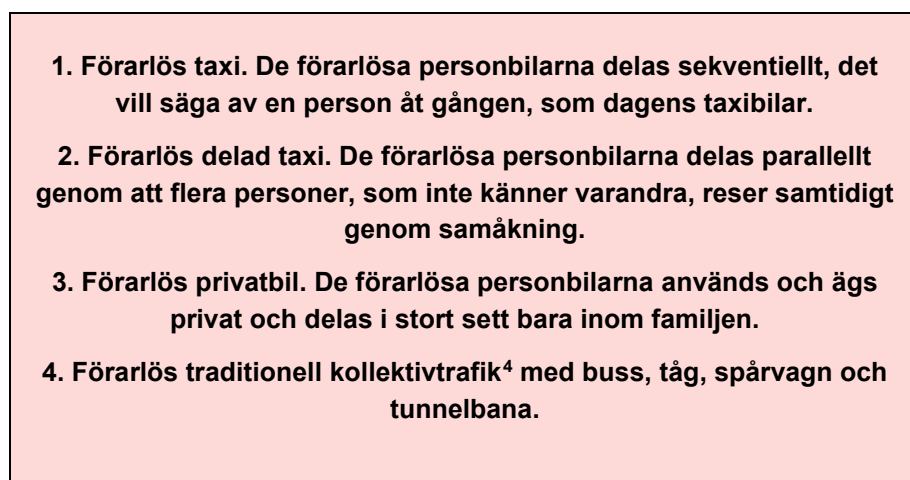 1. Förarlös taxi. De förarlösa personbilarna delas sekventiellt, det
vill säga av en person åt gången, som dagens taxibilar.
2. Förarlös delad taxi. De förarlösa personbilarna delas parallellt
genom att flera personer, som inte känner varandra, reser samtidigt
genom samåkning.
3. Förarlös privatbil. De förarlösa personbilarna används och ägs
privat och delas i stort sett bara inom familjen.
4. Förarlös traditionell kollektivtrafik⁴ med buss, tåg, spårvagn och
tunnelbana.